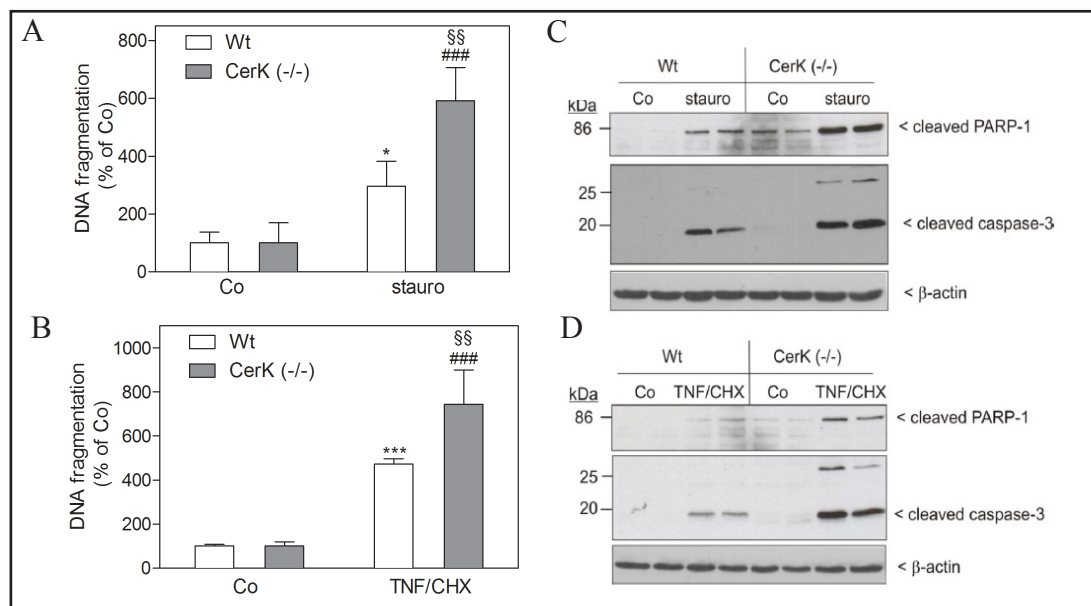 A
800
600
400
200
0
DNA fragmentation
(% of Co)
Wt
CerK (-/-)
*
§§
###
Co
stauro
B
1000
800
600
400
200
0
DNA fragmentation
(% of Co)
Wt
CerK (-/-)
***
§§
###
Co
TNF/CHX
C
Wt
CerK (-/-)
Co
stauro
Co
stauro
kDa
86
< cleaved PARP-1
25
20
< cleaved caspase-3
< β-actin
D
Wt
CerK (-/-)
Co
TNF/CHX
Co
TNF/CHX
kDa
86
< cleaved PARP-1
25
20
< cleaved caspase-3
< β-actin